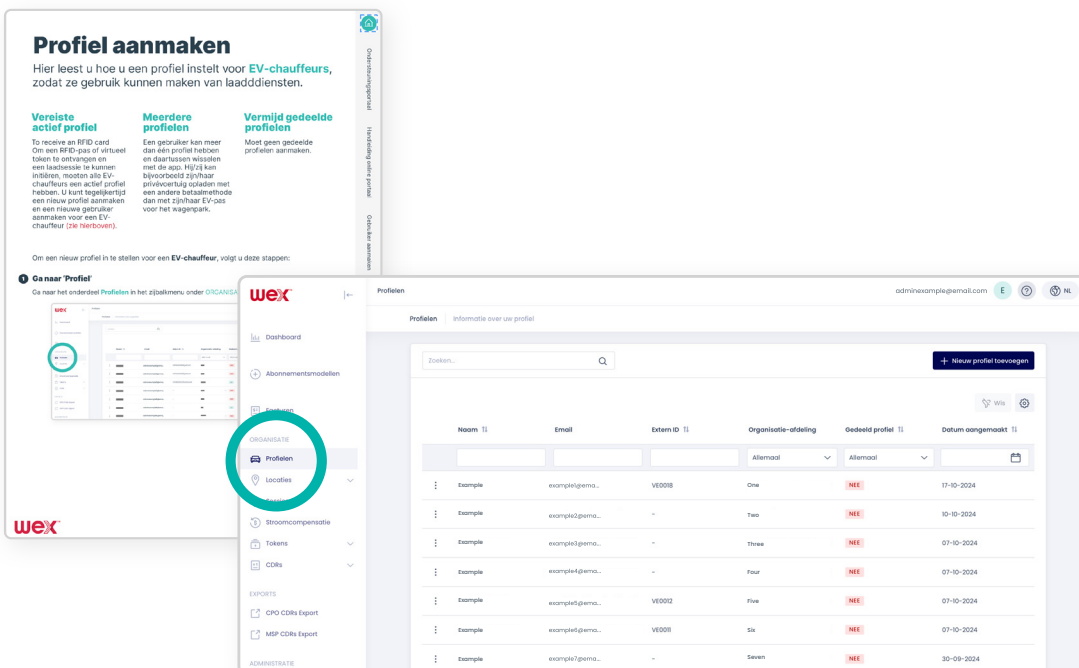 Profiel aanmaken
Hier leest u hoe u een profiel instelt voor EV-chauffeurs,
zodat ze gebruik kunnen maken van laadddiensten.
Vereiste
actief profiel
To receive an RFID card
Om een RFID-pas of virtueel
token te ontvangen en
een laadsessie te kunnen
initiëren, moeten alle EV-
chauffeurs een actief profiel
hebben. U kunt tegelijkertijd
een nieuw profiel aanmaken
en een nieuwe gebruiker
aanmaken voor een EV-
chauffeur (zie hierboven).
Meerdere
profielen
Een gebruiker kan meer
dan één profiel hebben
en daartussen wisselen
met de app. Hij/zij kan
bijvoorbeeld zijn/haar
privévoertuig opladen met
een andere betaalmethode
dan met zijn/haar EV-pas
voor het wagenpark.
Vermijd gedeelde
profielen
Moet geen gedeelde
profielen aanmaken.
Om een nieuw profiel in te stellen voor een EV-chauffeur, volgt u deze stappen:
1 Ga naar 'Profiel'
Ga naar het onderdeel Profielen in het zijbalkmenu onder ORGANISA
Ondersteuningsportaal
Handleiding online portaal
Gebruiker aanmaken
wex
wex
wex
Dashboard
Abonnementsmodellen
Facturen
ORGANISATIE
Profielen
Locaties
Stroomcompensatie
Tokens
CDRs
EXPORTS
CPO CDRs Export
MSP CDRs Export
ADMINISTRATIE
Profielen
adminexample@email.com E ? NL
Profielen Informatie over uw profiel
Zoeken...
+ Nieuw profiel toevoegen
Wis
Naam Email Extern ID Organisatie-afdeling Gedeeld profiel Datum aangemaakt
Allemaal Allemaal
Example example1@ema... VE0018 One NEE 17-10-2024
Example example2@ema... - Two NEE 10-10-2024
Example example3@ema... - Three NEE 07-10-2024
Example example4@ema... - Four NEE 07-10-2024
Example example5@ema... VE0012 Five NEE 07-10-2024
Example example6@ema... VE0011 Six NEE 07-10-2024
Example example7@ema... - Seven NEE 30-09-2024